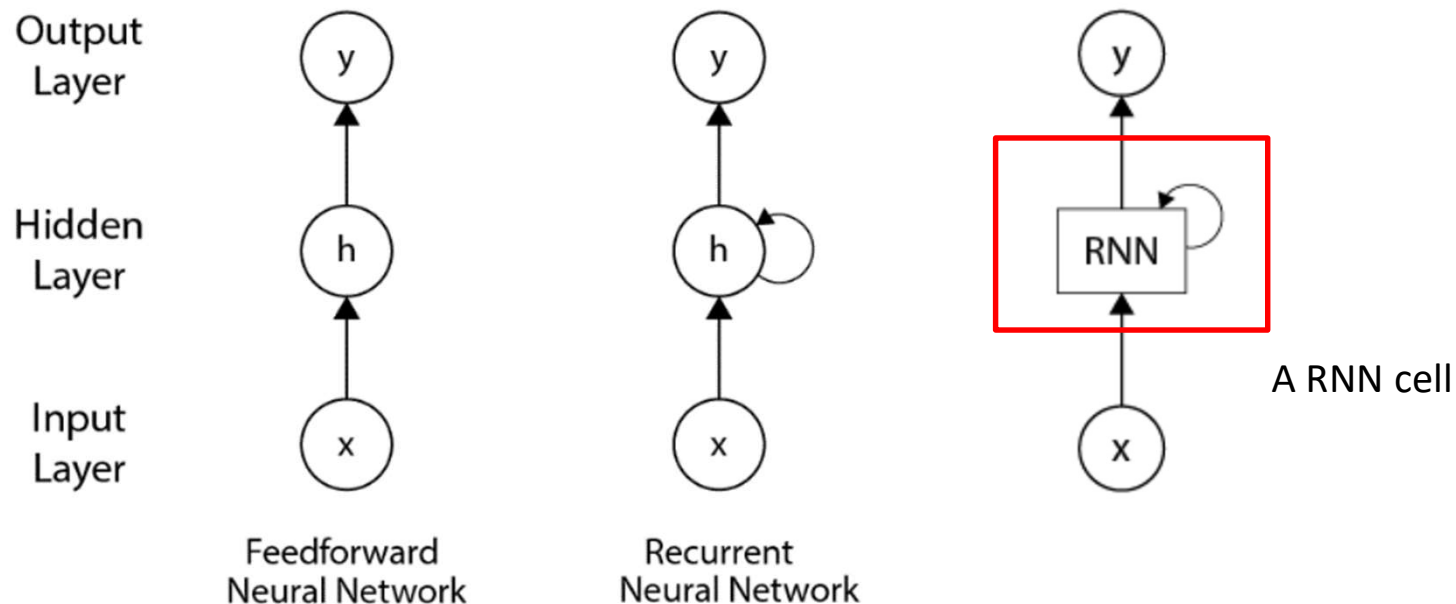 Output
Layer
y
y
y
Hidden
Layer
h
h
RNN
A RNN cell
Input
Layer
x
x
x
Feedforward
Neural Network
Recurrent
Neural Network